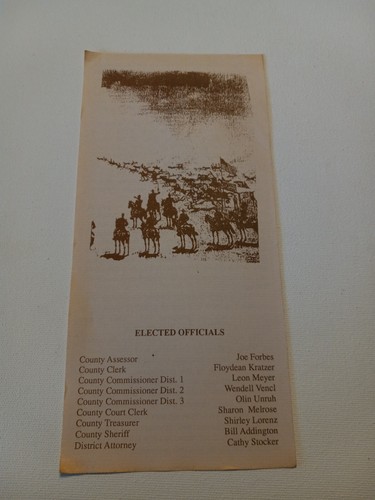 ELECTED OFFICIALS
County Assessor Joe Forbes
County Clerk Floydean Kratzer
County Commissioner Dist. 1 Leon Meyer
County Commissioner Dist. 2 Wendell Vencl
County Commissioner Dist. 3 Olin Unruh
County Court Clerk Sharon Melrose
County Treasurer Shirley Lorenz
County Sheriff Bill Addington
District Attorney Cathy Stocker